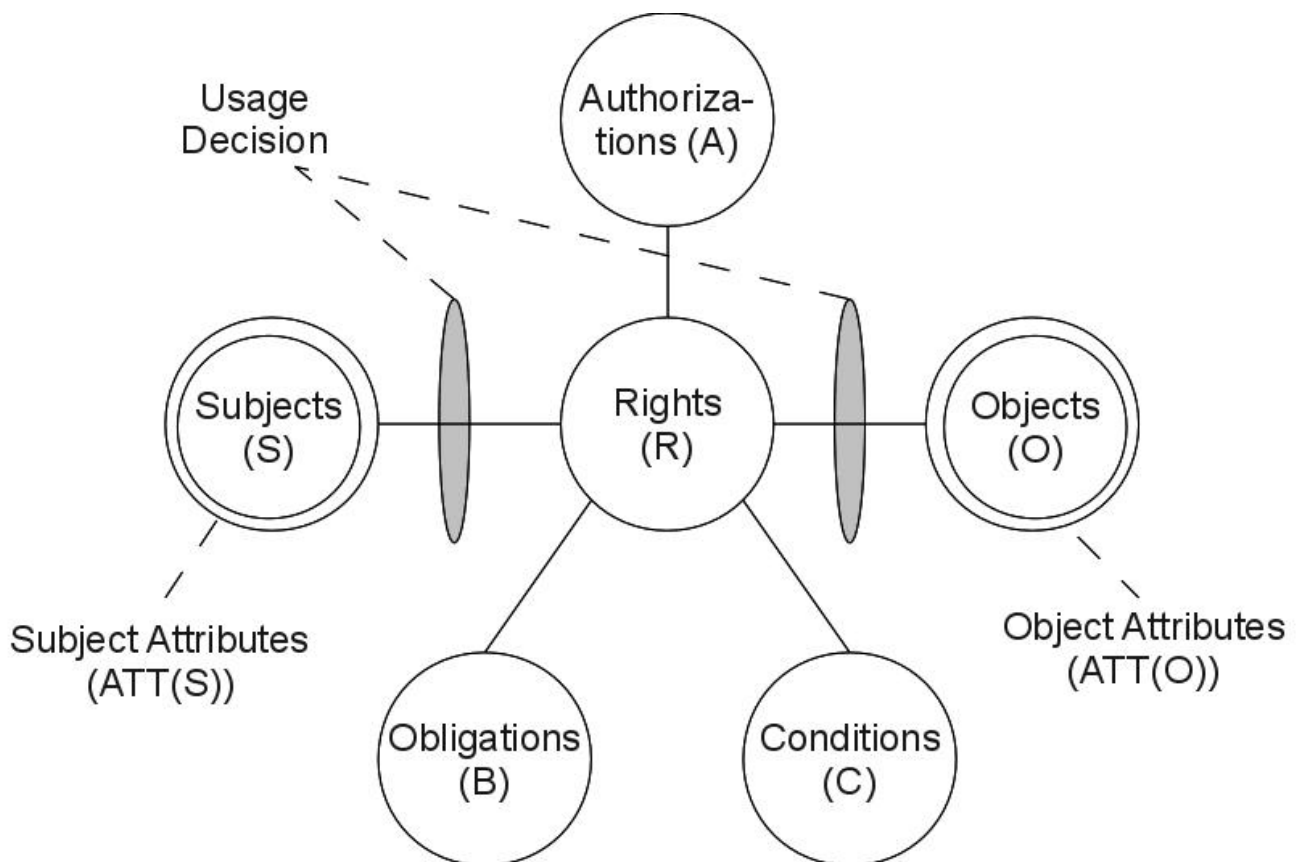 Usage
Decision
Authoriza-
tions (A)
Subjects
(S)
Rights
(R)
Objects
(O)
Subject Attributes
(ATT(S))
Object Attributes
(ATT(O))
Obligations
(B)
Conditions
(C)